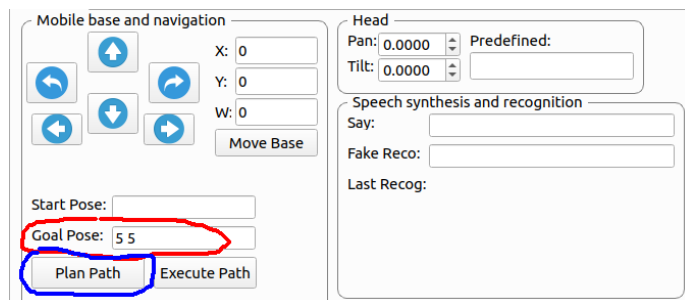 Mobile base and navigation
X: 0
Y: 0
W: 0
Move Base
Start Pose:
Goal Pose: 5 5
Plan Path Execute Path
Head
Pan: 0.0000 Predefined:
Tilt: 0.0000
Speech synthesis and recognition
Say:
Fake Reco:
Last Recog: